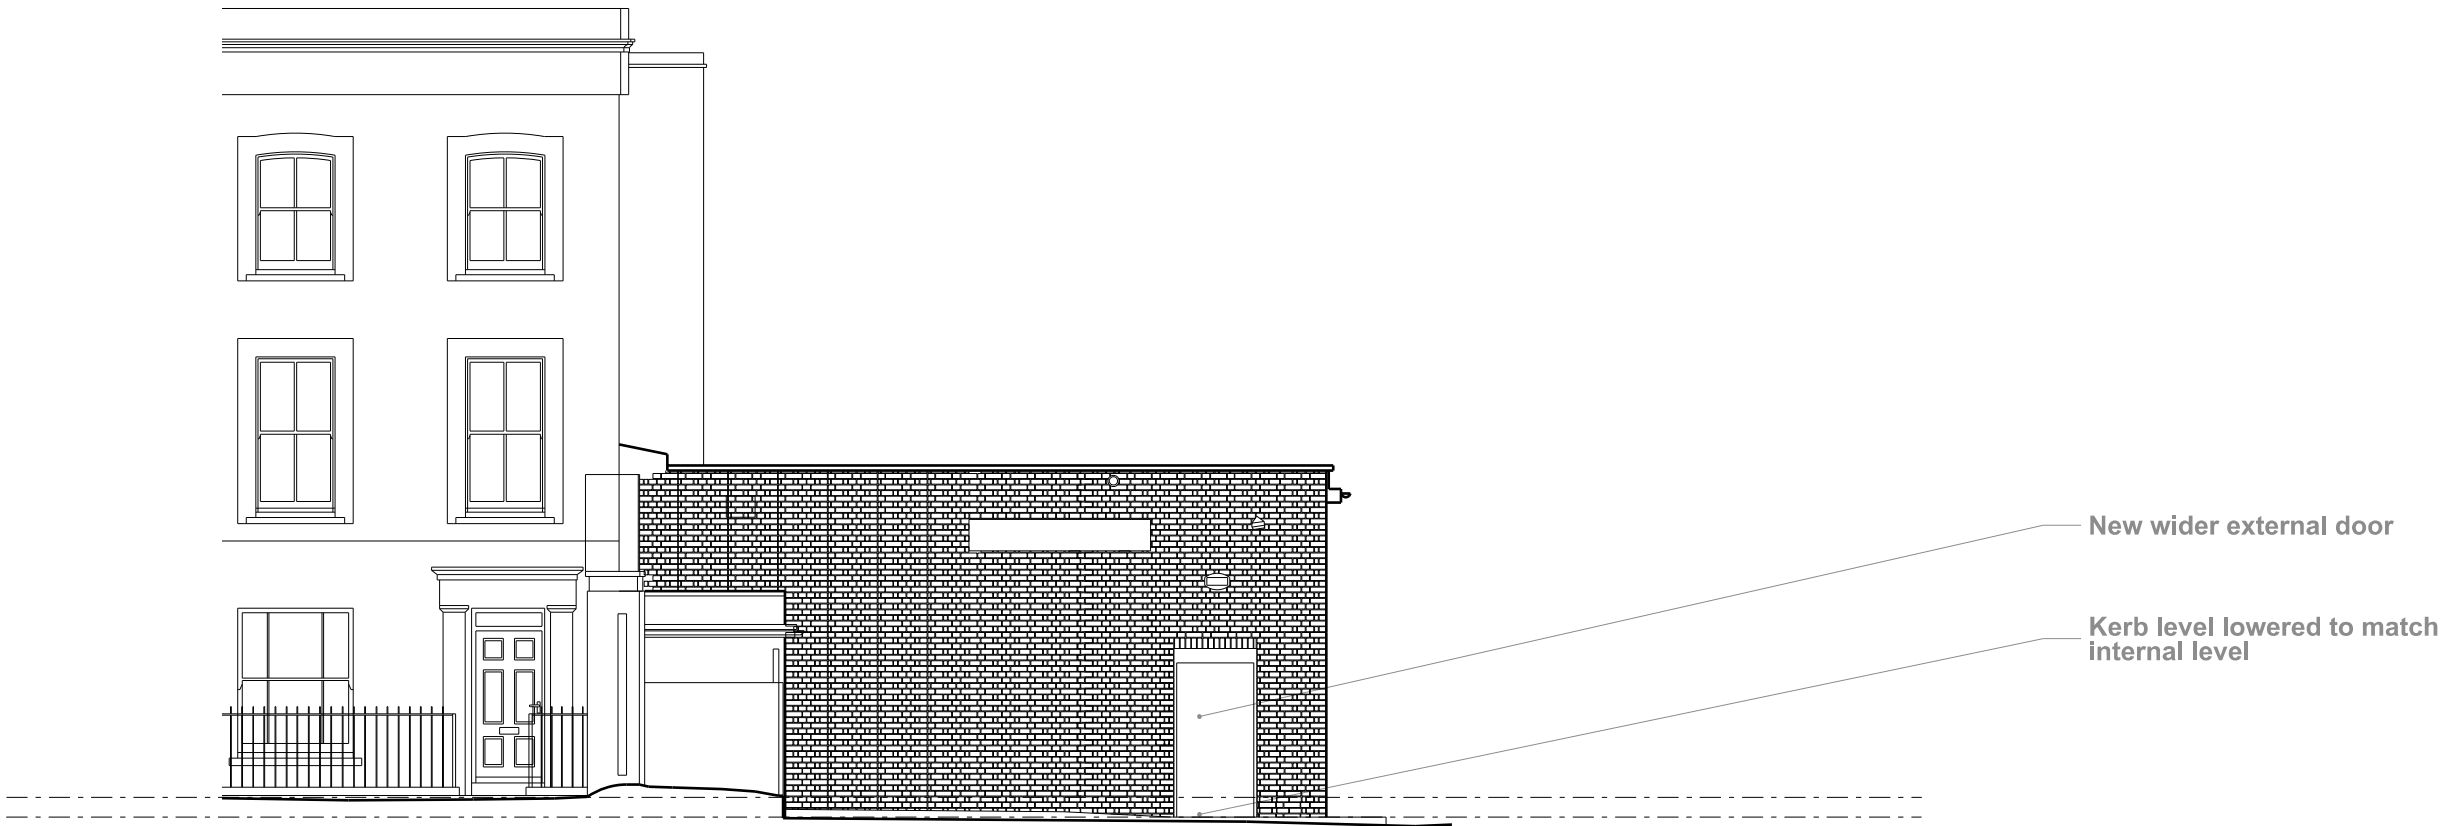 New wider external door
Kerb level lowered to match
internal level